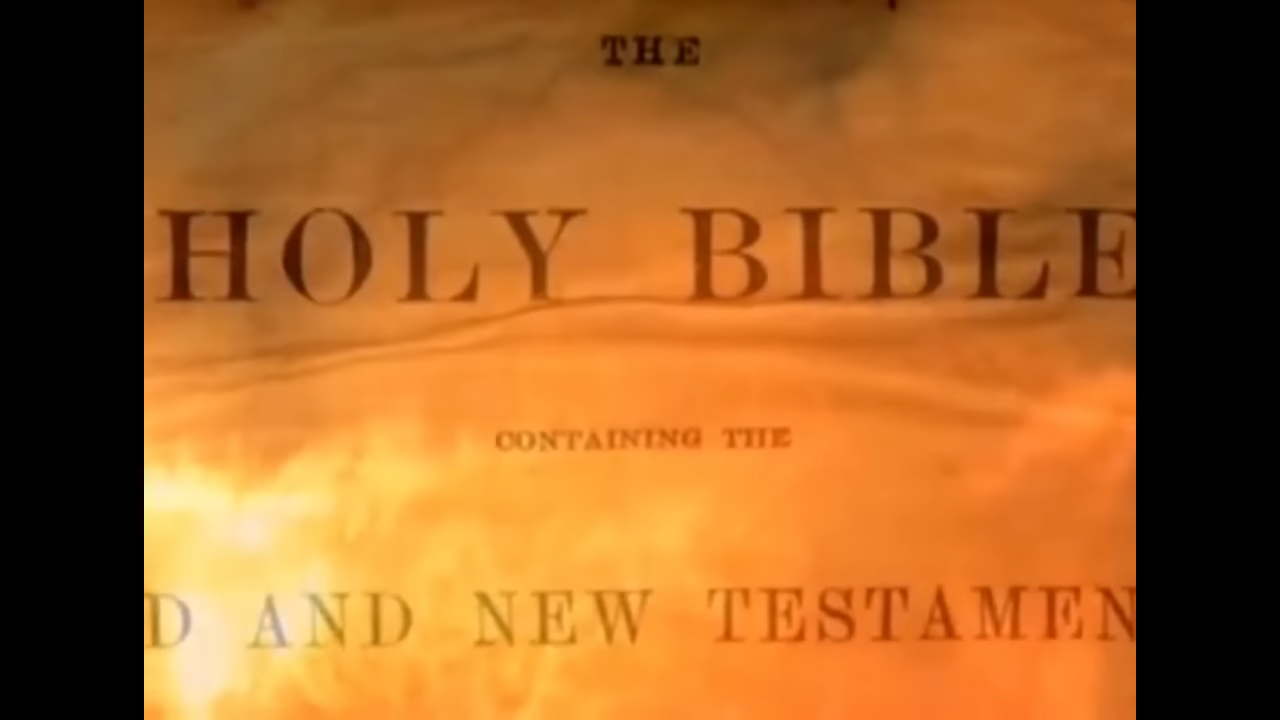 THE
HOLY BIBLE
CONTAINING THE
D AND NEW TESTAMEN